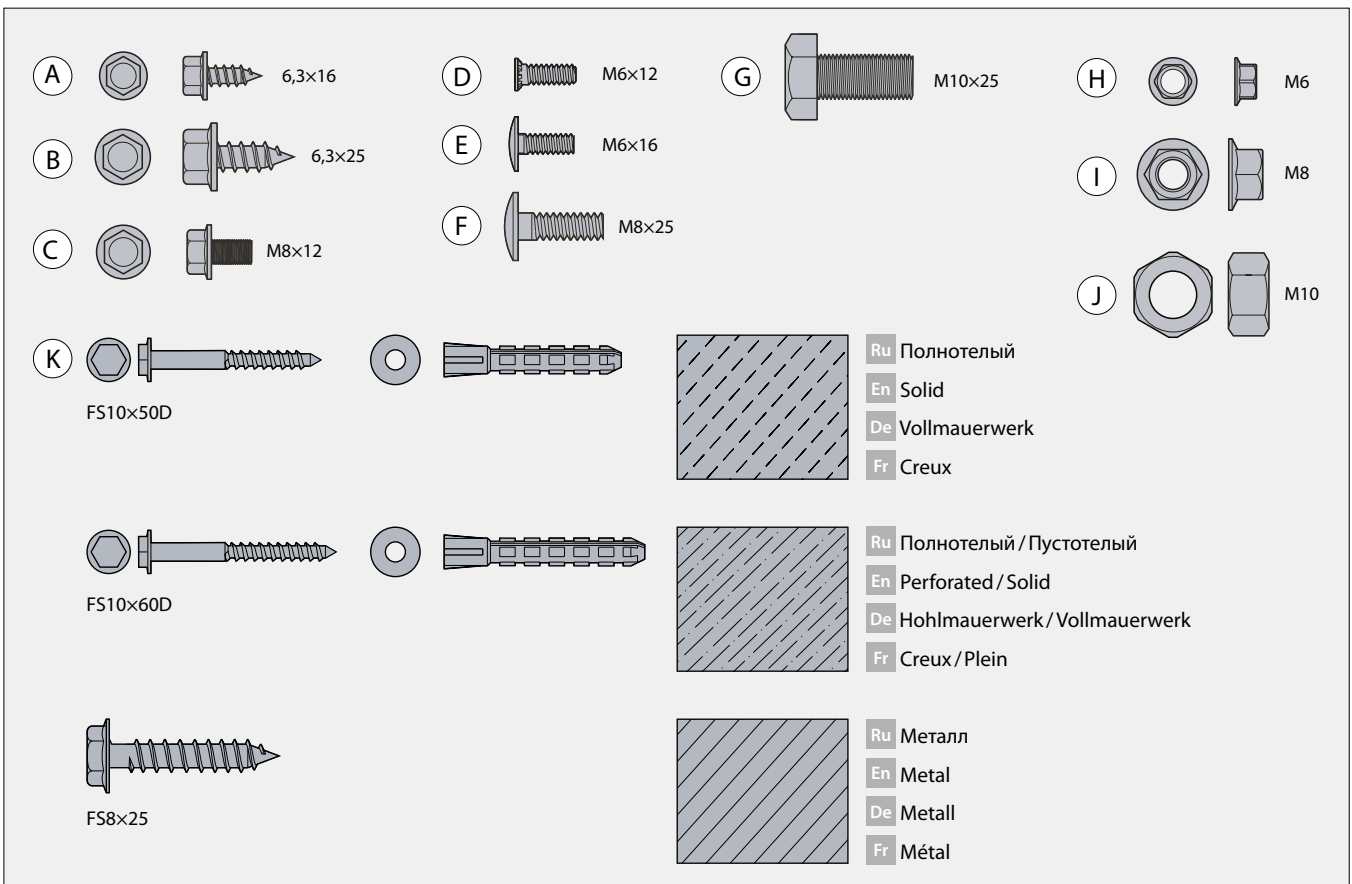 A 6,3×16
B 6,3×25
C M8×12
D M6×12
E M6×16
F M8×25
G M10×25
H M6
I M8
J M10
K
FS10×50D
Ru Полнотелый
En Solid
De Vollmauerwerk
Fr Creux
FS10×60D
Ru Полнотелый / Пустотелый
En Perforated / Solid
De Hohlmauerwerk / Vollmauerwerk
Fr Creux / Plein
FS8×25
Ru Металл
En Metal
De Metall
Fr Métal